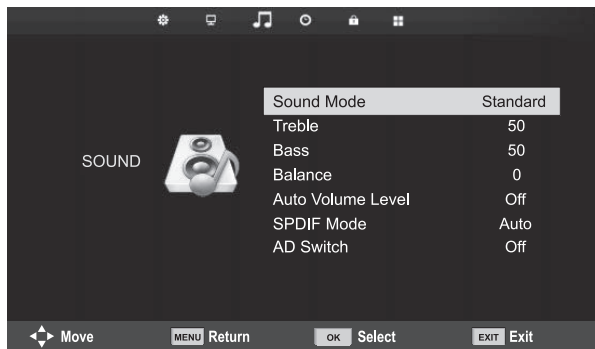 Sound Mode Standard
Treble 50
Bass 50
SOUND
Balance 0
Auto Volume Level Off
SPDIF Mode Auto
AD Switch Off
Move MENU Return OK Select EXIT Exit